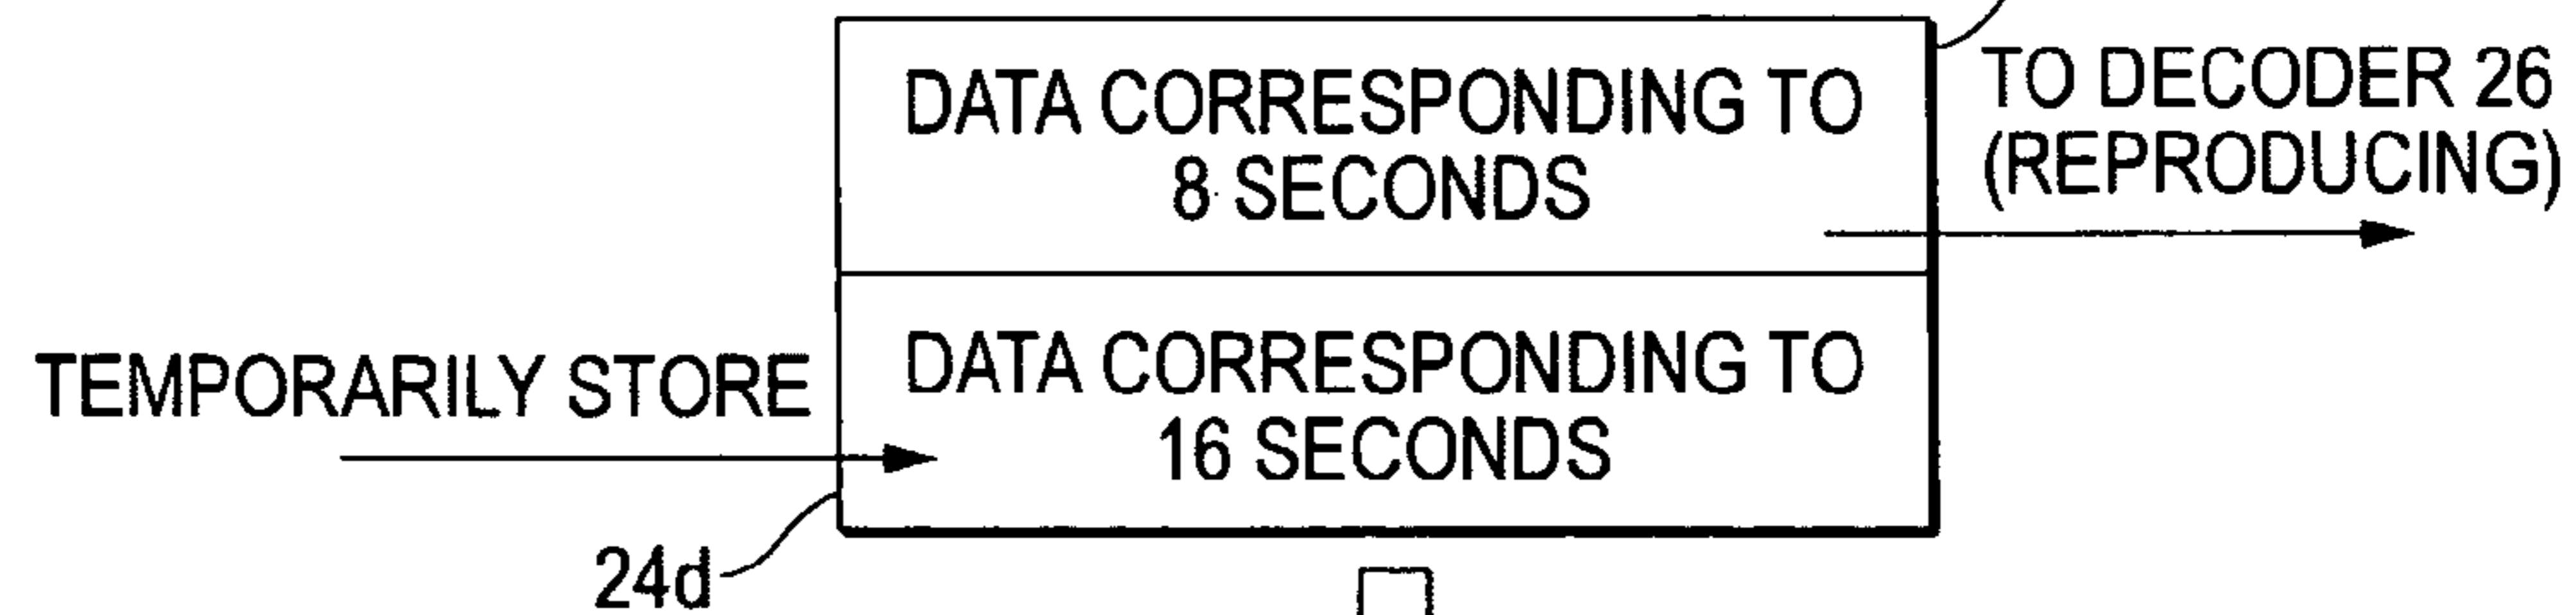 DATA CORRESPONDING TO
8 SECONDS
TO DECODER 26
(REPRODUCING)
TEMPORARILY STORE
DATA CORRESPONDING TO
16 SECONDS
24d